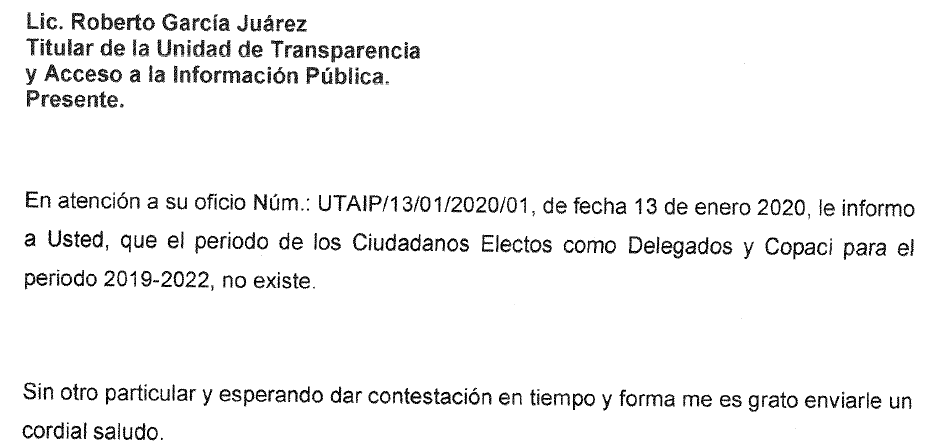 Lic. Roberto García Juárez
Titular de la Unidad de Transparencia
y Acceso a la Información Pública.
Presente.
En atención a su oficio Núm.: UTAIP/13/01/2020/01, de fecha 13 de enero 2020, le informo
a Usted, que el periodo de los Ciudadanos Electos como Delegados y Copaci para el
periodo 2019-2022, no existe.
Sin otro particular y esperando dar contestación en tiempo y forma me es grato enviarle un
cordial saludo.